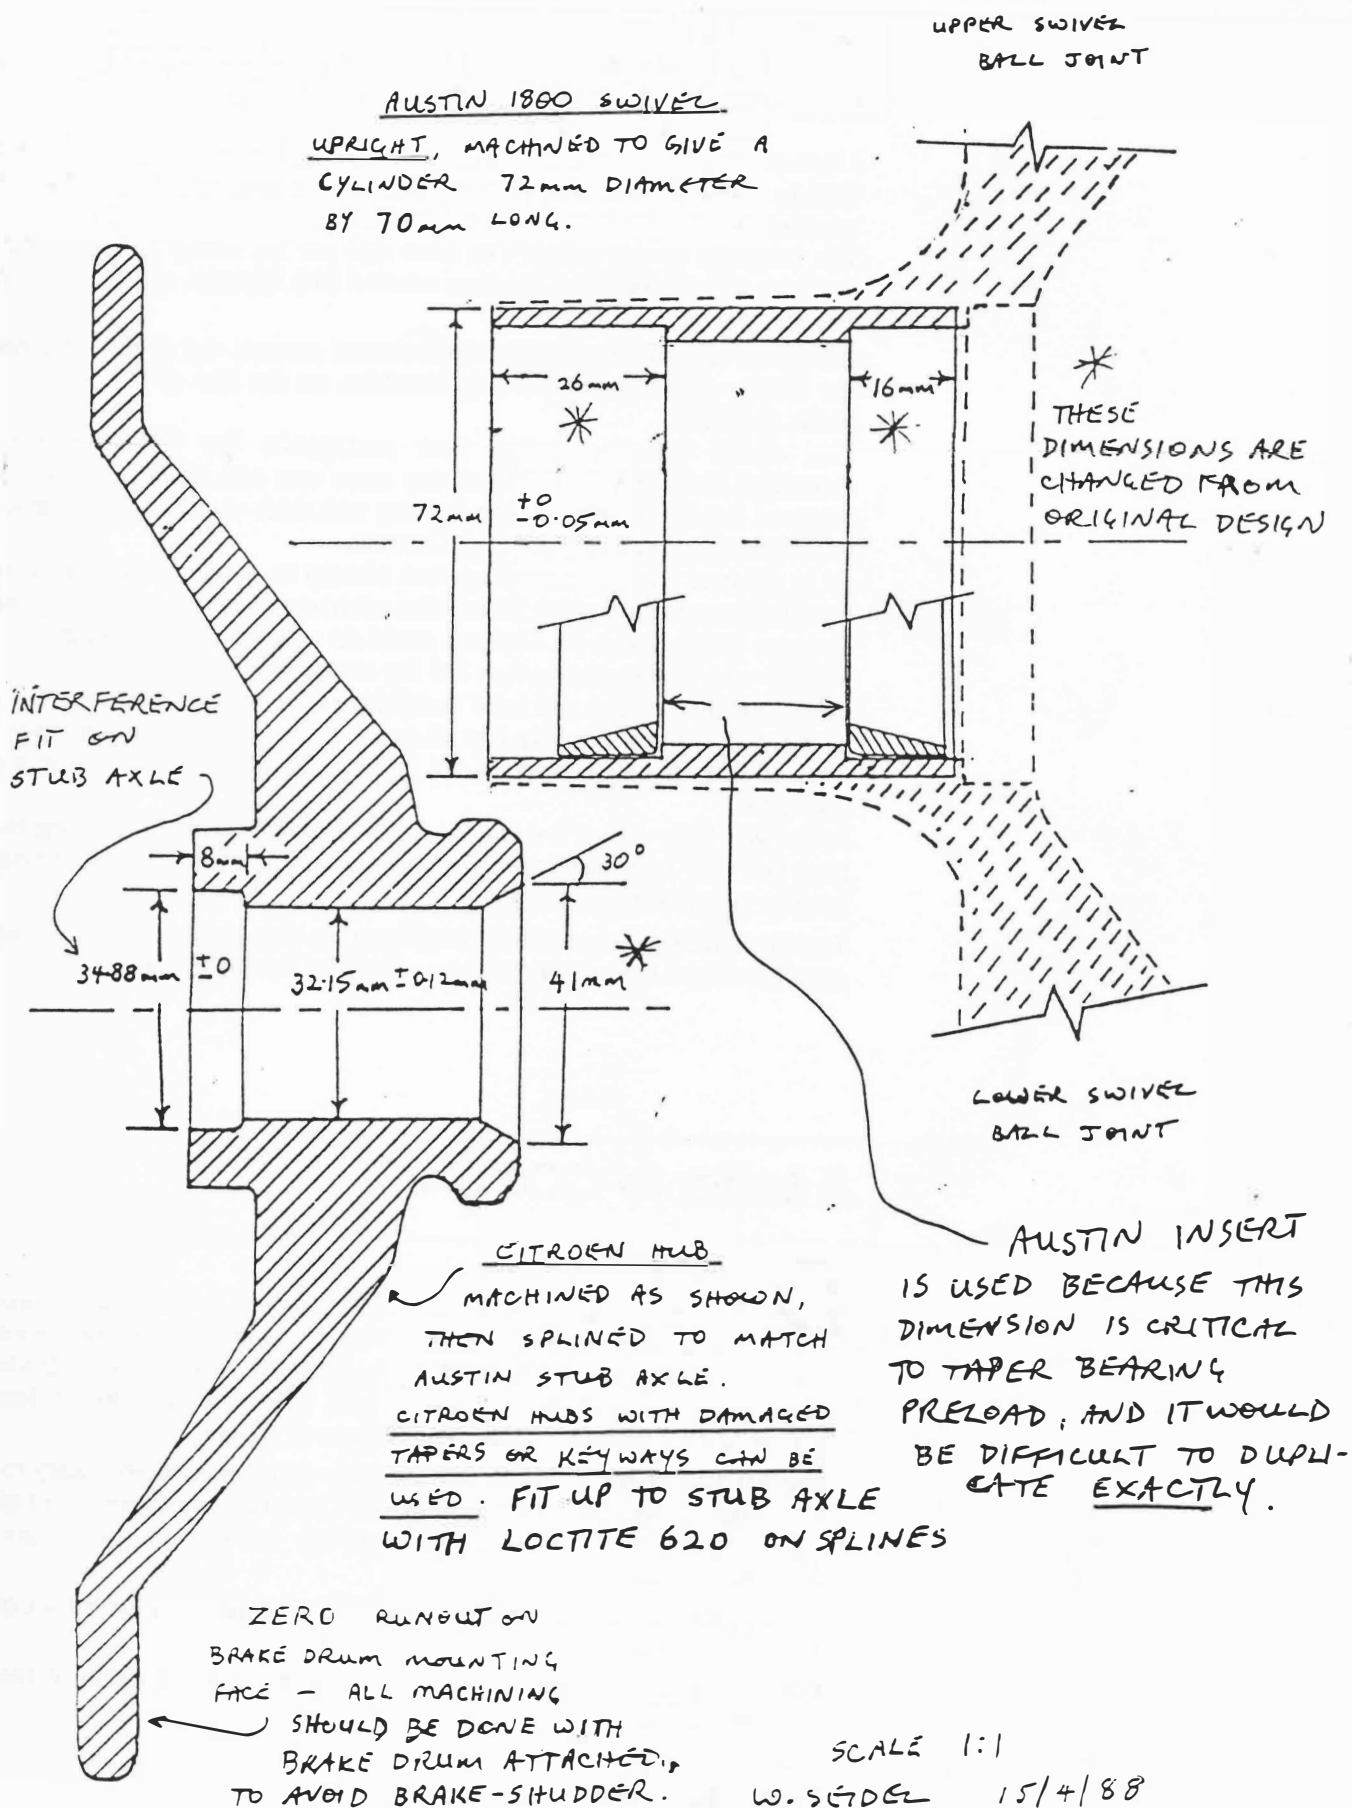 UPPER SWIVEL
BALL JOINT
AUSTIN 1800 SWIVEL
UPRIGHT, MACHINED TO GIVE A
CYLINDER 72mm DIAMETER
BY 70mm LONG.
26mm
16mm
72mm +0
-0.05mm
THESE
DIMENSIONS ARE
CHANGED FROM
ORIGINAL DESIGN
INTERFERENCE
FIT ON
STUB AXLE
8mm
30°
34.88mm ±0
32.15mm ±0.12mm
41mm
LOWER SWIVEL
BALL JOINT
CITROEN HUB
MACHINED AS SHOWN,
THEN SPLINED TO MATCH
AUSTIN STUB AXLE.
CITROEN HUBS WITH DAMAGED
TAPERS OR KEYWAYS CAN BE
USED. FIT UP TO STUB AXLE
WITH LOCTITE 620 ON SPLINES
AUSTIN INSERT
IS USED BECAUSE THIS
DIMENSION IS CRITICAL
TO TAPER BEARING
PRELOAD, AND IT WOULD
BE DIFFICULT TO DUPLI-
CATE EXACTLY.
ZERO RUNOUT ON
BRAKE DRUM MOUNTING
FACE - ALL MACHINING
SHOULD BE DONE WITH
BRAKE DRUM ATTACHED,
TO AVOID BRAKE-SHUDDER.
SCALE 1:1
W. SEIDEL 15/4/88